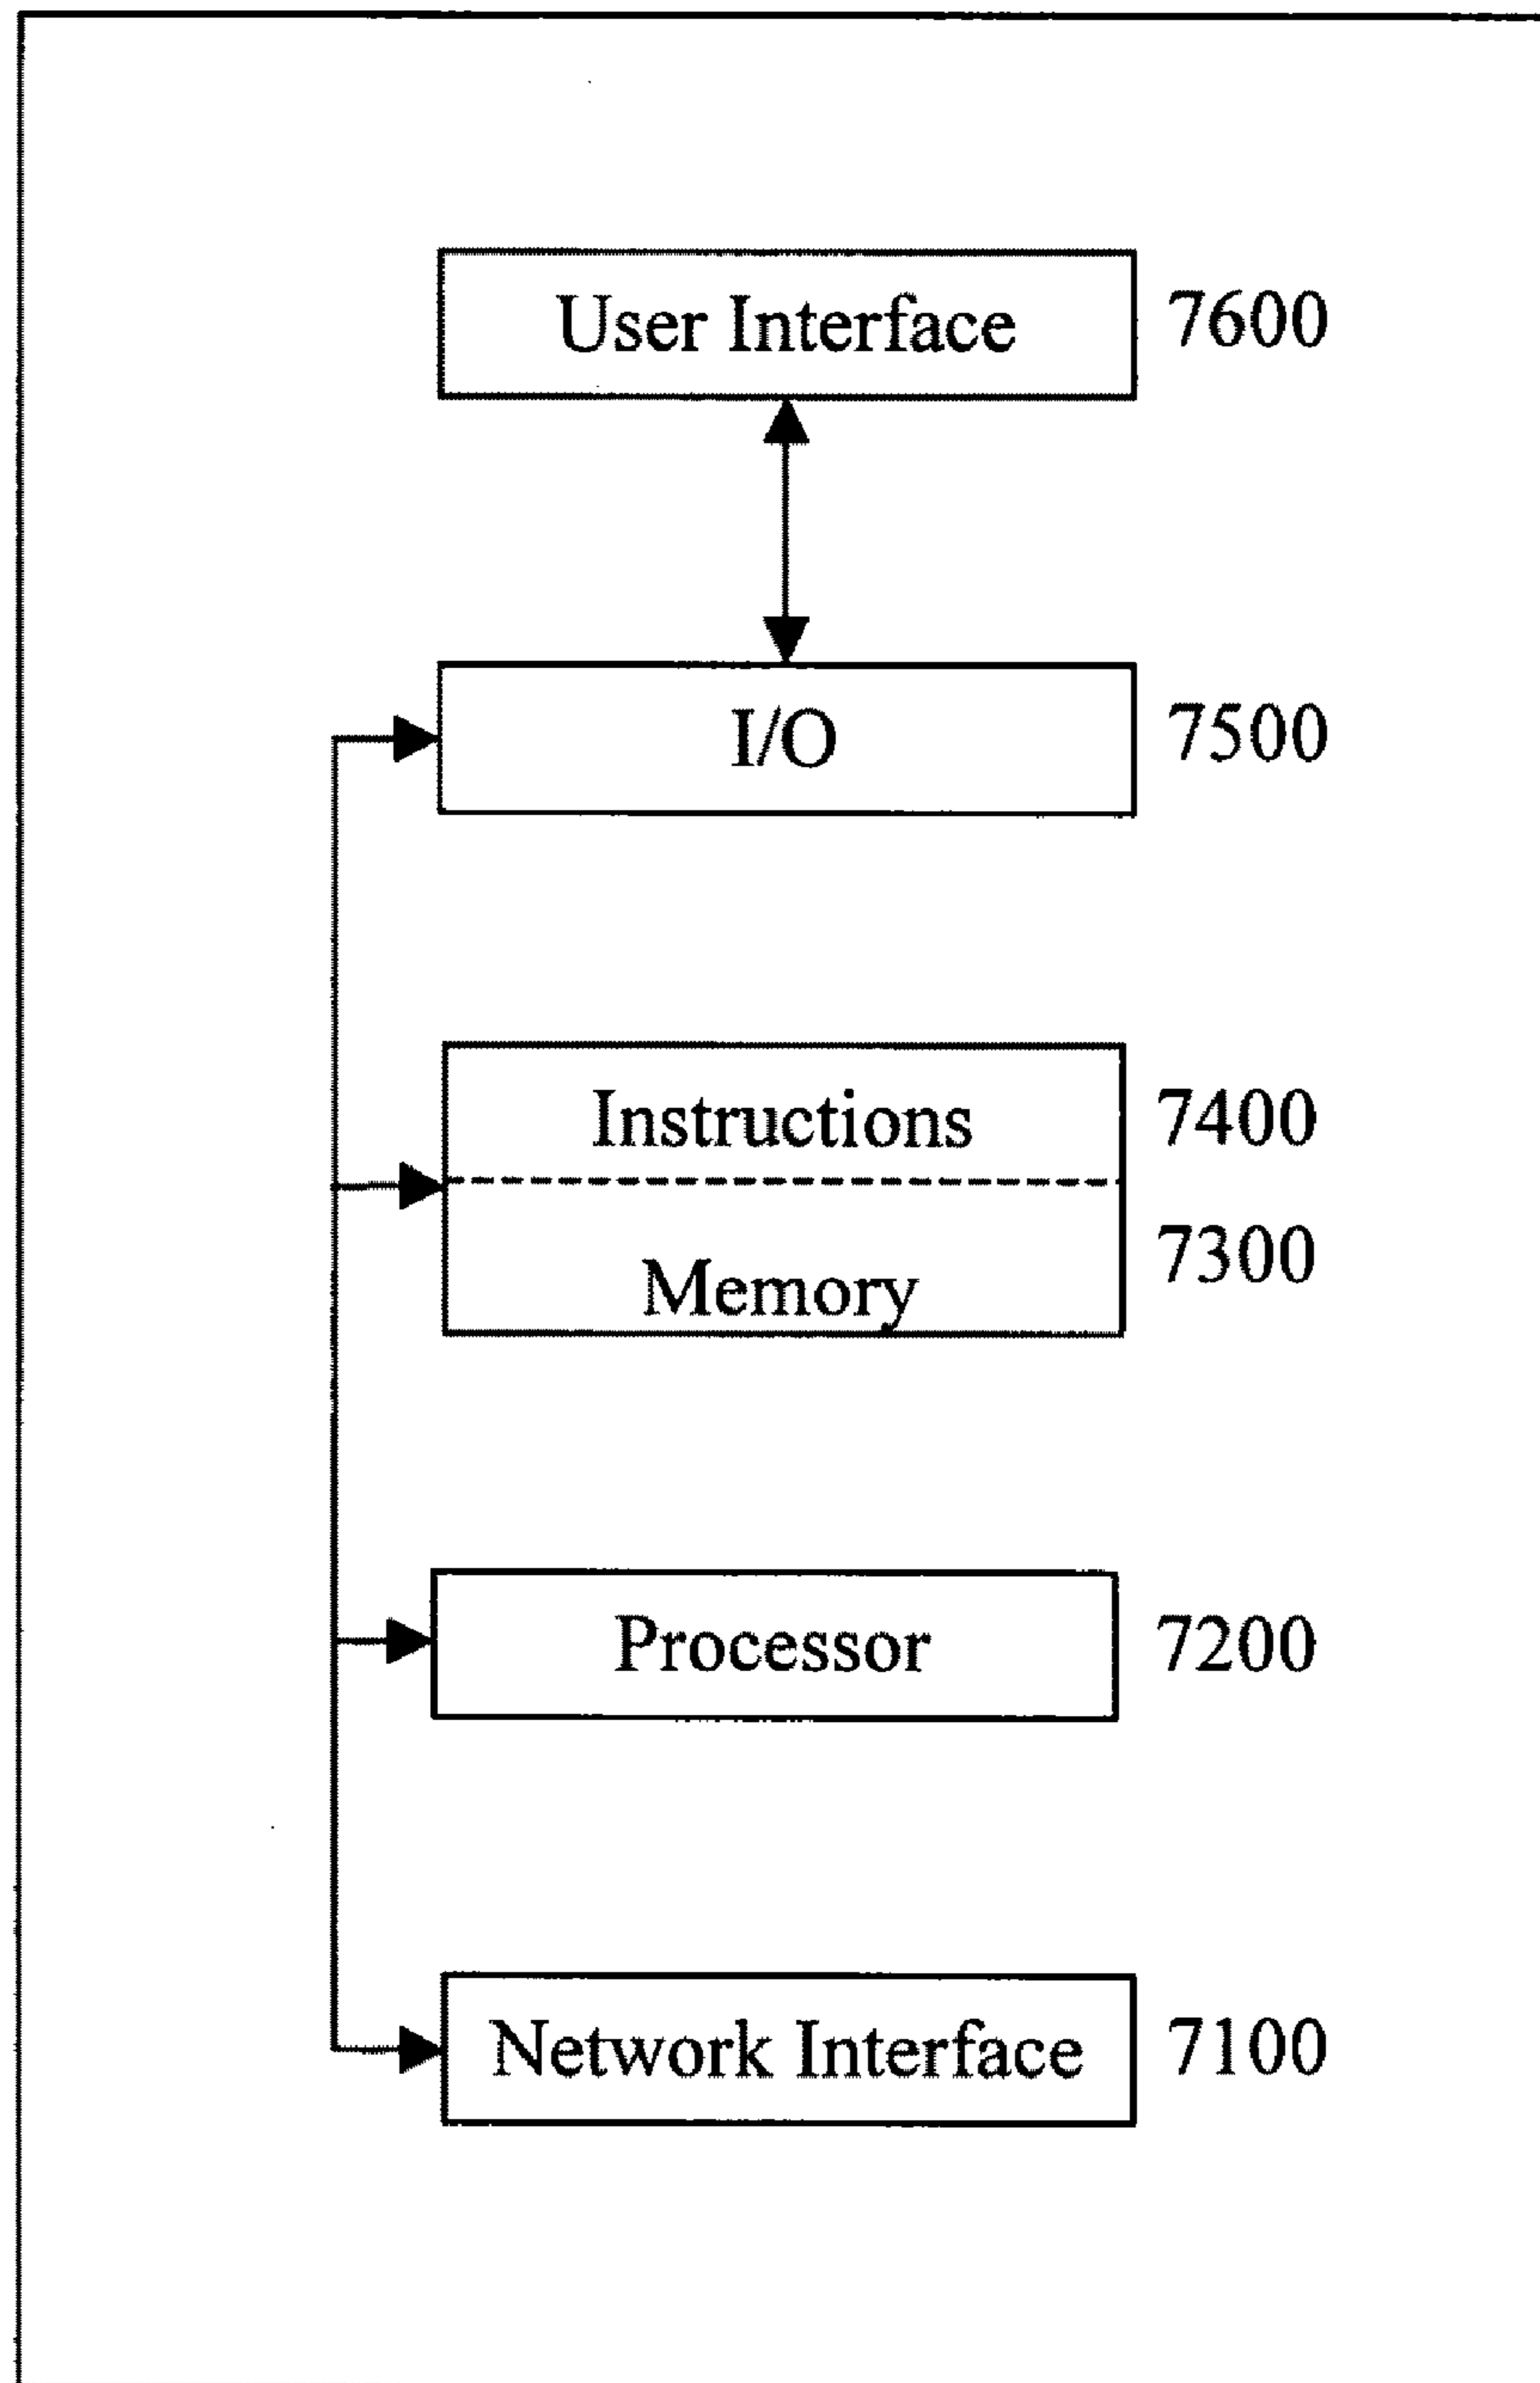 User Interface 7600
I/O 7500
Instructions 7400
7300
Memory
Processor 7200
Network Interface 7100